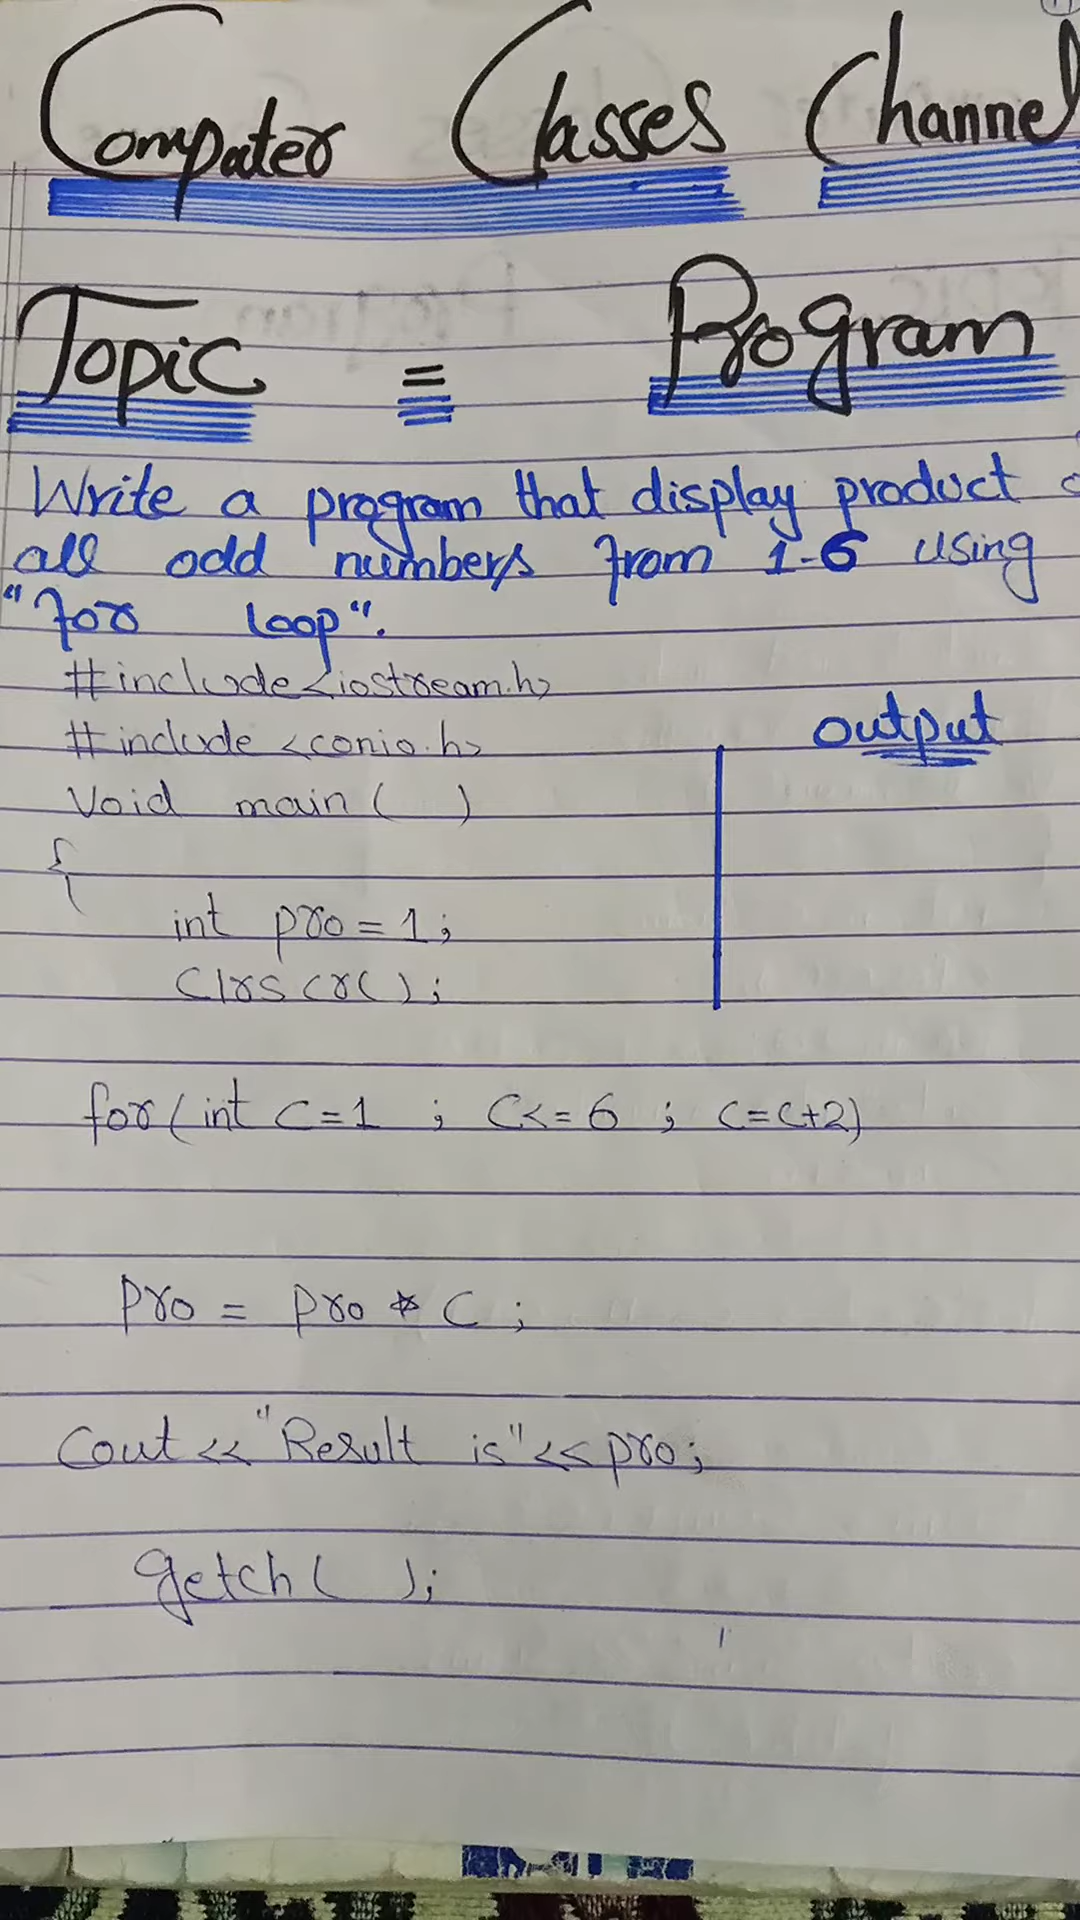 Computer Classes Channel
Topic = Program
Write a program that display product
all odd numbers from 1-6 using
"for loop".
#include<iostream.h>
#include <conio.h>
output
Void main ( )
{
int pro = 1;
Clrscr();
for(int C=1 ; C<=6 ; C=C+2)
pro = pro * C ;
Cout << "Result is" << pro;
getch ( );